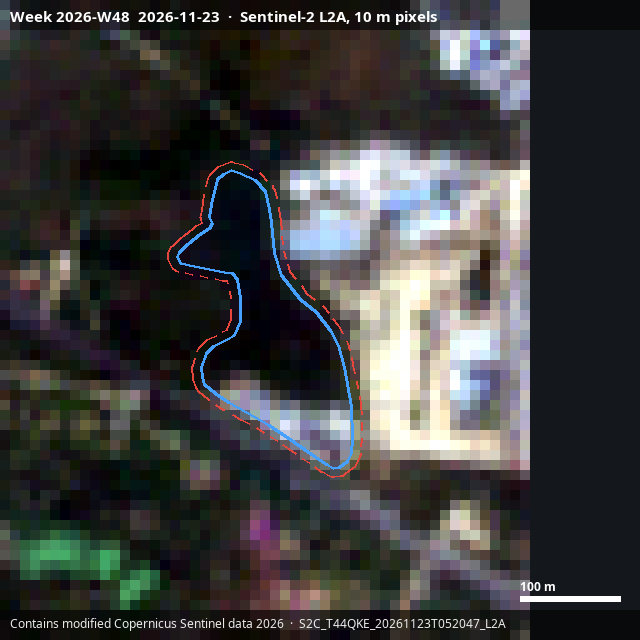 Week 2026-W48  2026-11-23  ·  Sentinel-2 L2A, 10 m pixels
100 m
Contains modified Copernicus Sentinel data 2026  ·  S2C_T44QKE_20261123T052047_L2A